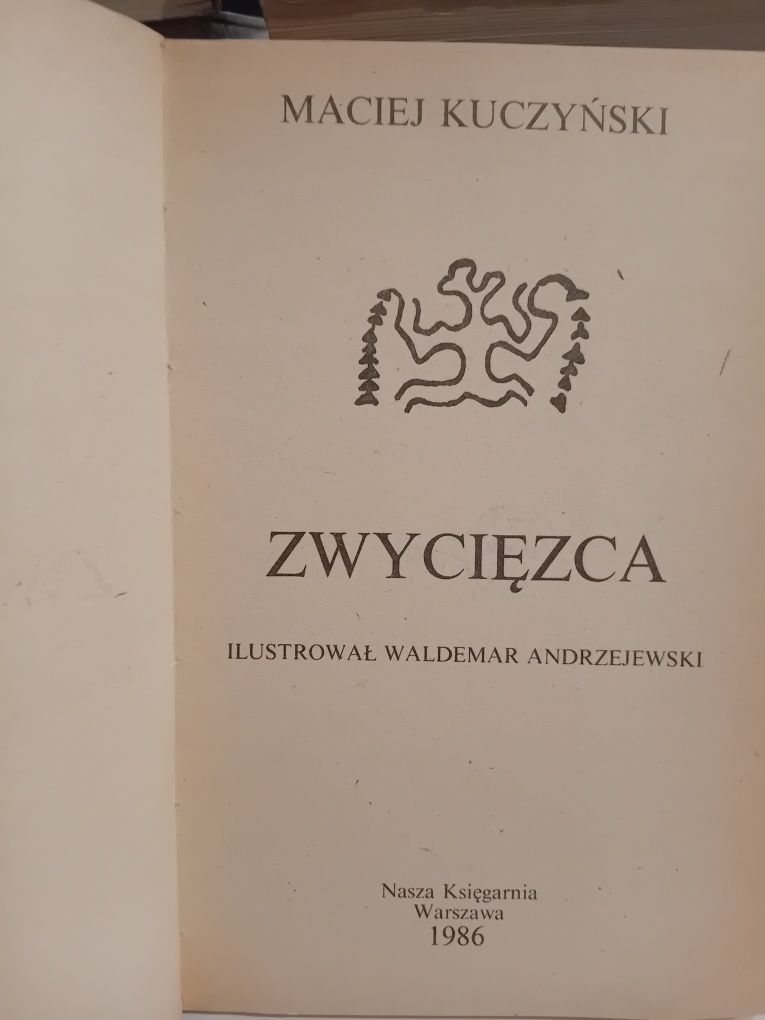 MACIEJ KUCZYŃSKI
ZWYCIĘZCA
ILUSTROWAŁ WALDEMAR ANDRZEJEWSKI
Nasza Księgarnia
Warszawa
1986